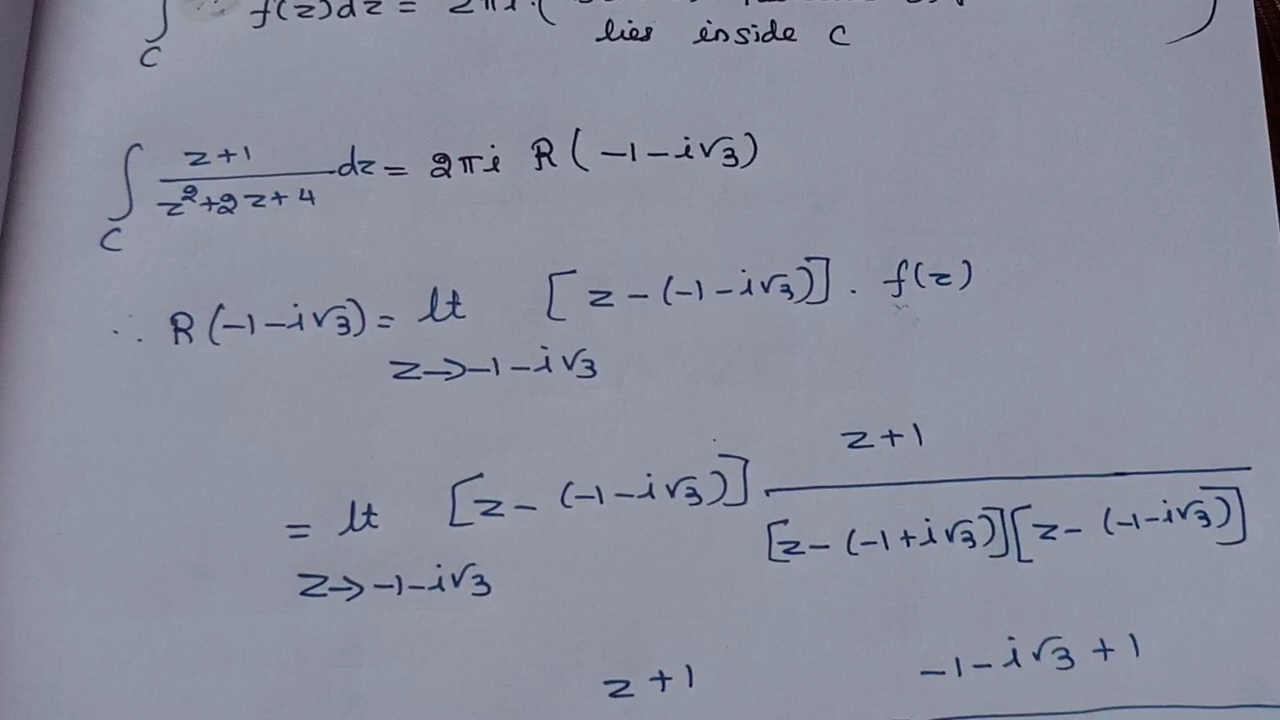 ∫ f(z)dz = 2πi (
C
lies inside C
∫ z+1 / z²+2z+4 dz = 2πi R(-1-i√3)
C
∴ R(-1-i√3) = lt [z-(-1-i√3)] . f(z)
z→-1-i√3
= lt [z-(-1-i√3)] z+1 / [z-(-1+i√3)][z-(-1-i√3)]
z→-1-i√3
z+1 -1-i√3+1